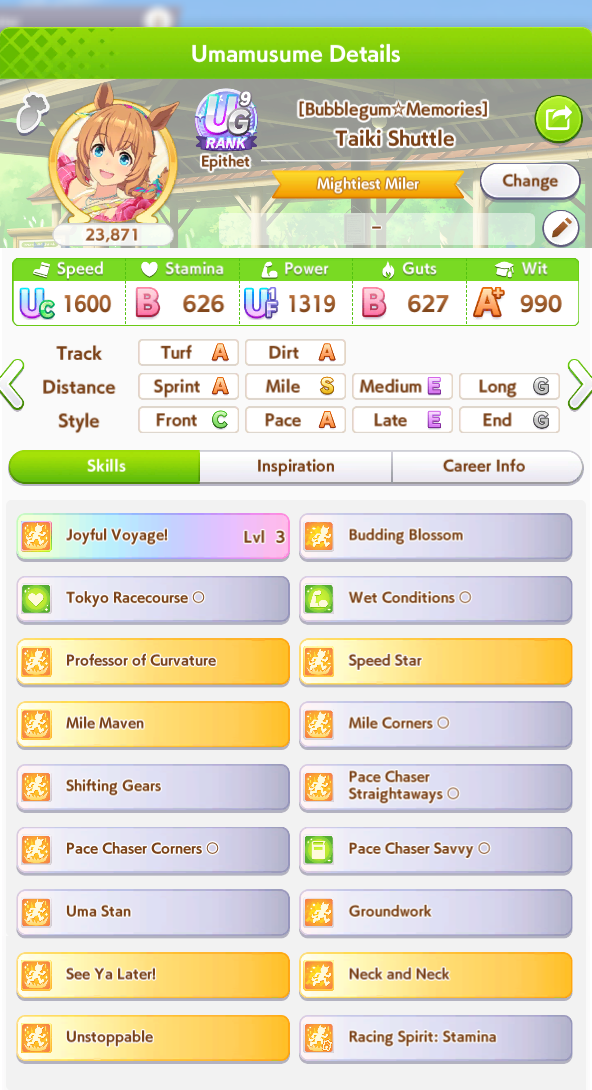 Umamusume Details
UG9
RANK
Epithet
[Bubblegum☆Memories]
Taiki Shuttle
Mightiest Miler
Change
23,871
–
Speed Stamina Power Guts Wit
UC 1600 B 626 UF1 1319 B 627 A+ 990
Track Turf A Dirt A
Distance Sprint A Mile S Medium E Long G
Style Front C Pace A Late E End G
Skills Inspiration Career Info
Joyful Voyage! Lvl 3 Budding Blossom
Tokyo Racecourse ○ Wet Conditions ○
Professor of Curvature Speed Star
Mile Maven Mile Corners ○
Shifting Gears Pace Chaser
Straightaways ○
Pace Chaser Corners ○ Pace Chaser Savvy ○
Uma Stan Groundwork
See Ya Later! Neck and Neck
Unstoppable Racing Spirit: Stamina